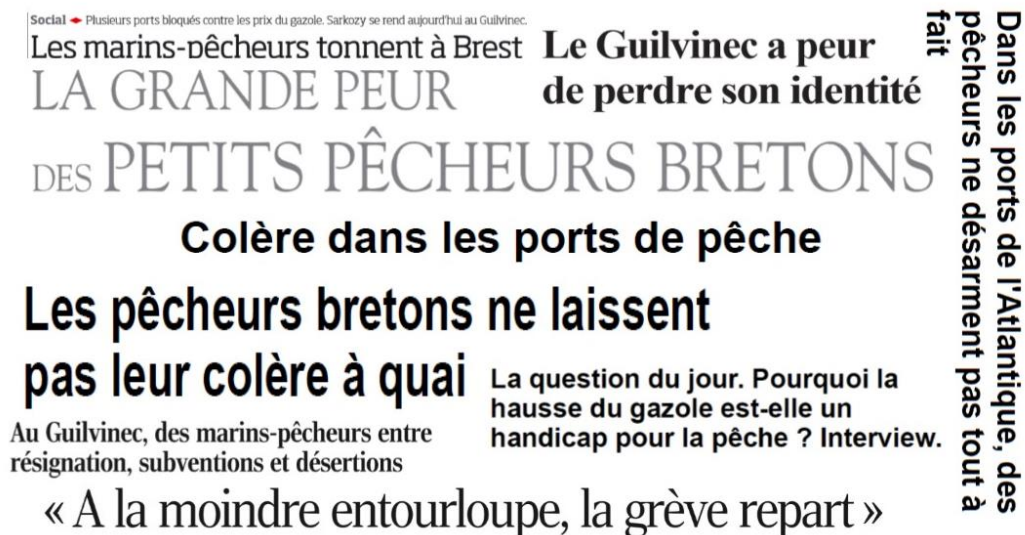 Social Plusieurs ports bloqués contre les prix du gazole. Sarkozy se rend aujourd'hui au Guilvinec.
Les marins-pêcheurs tonnent à Brest
Le Guilvinec a peur
de perdre son identité
LA GRANDE PEUR
DES PETITS PÊCHEURS BRETONS
Colère dans les ports de pêche
Les pêcheurs bretons ne laissent
pas leur colère à quai
La question du jour. Pourquoi la
hausse du gazole est-elle un
handicap pour la pêche ? Interview.
Au Guilvinec, des marins-pêcheurs entre
résignation, subventions et désertions
« A la moindre entourloupe, la grève repart »
Dans les ports de l'Atlantique, des
pêcheurs ne désarment pas tout à
fait